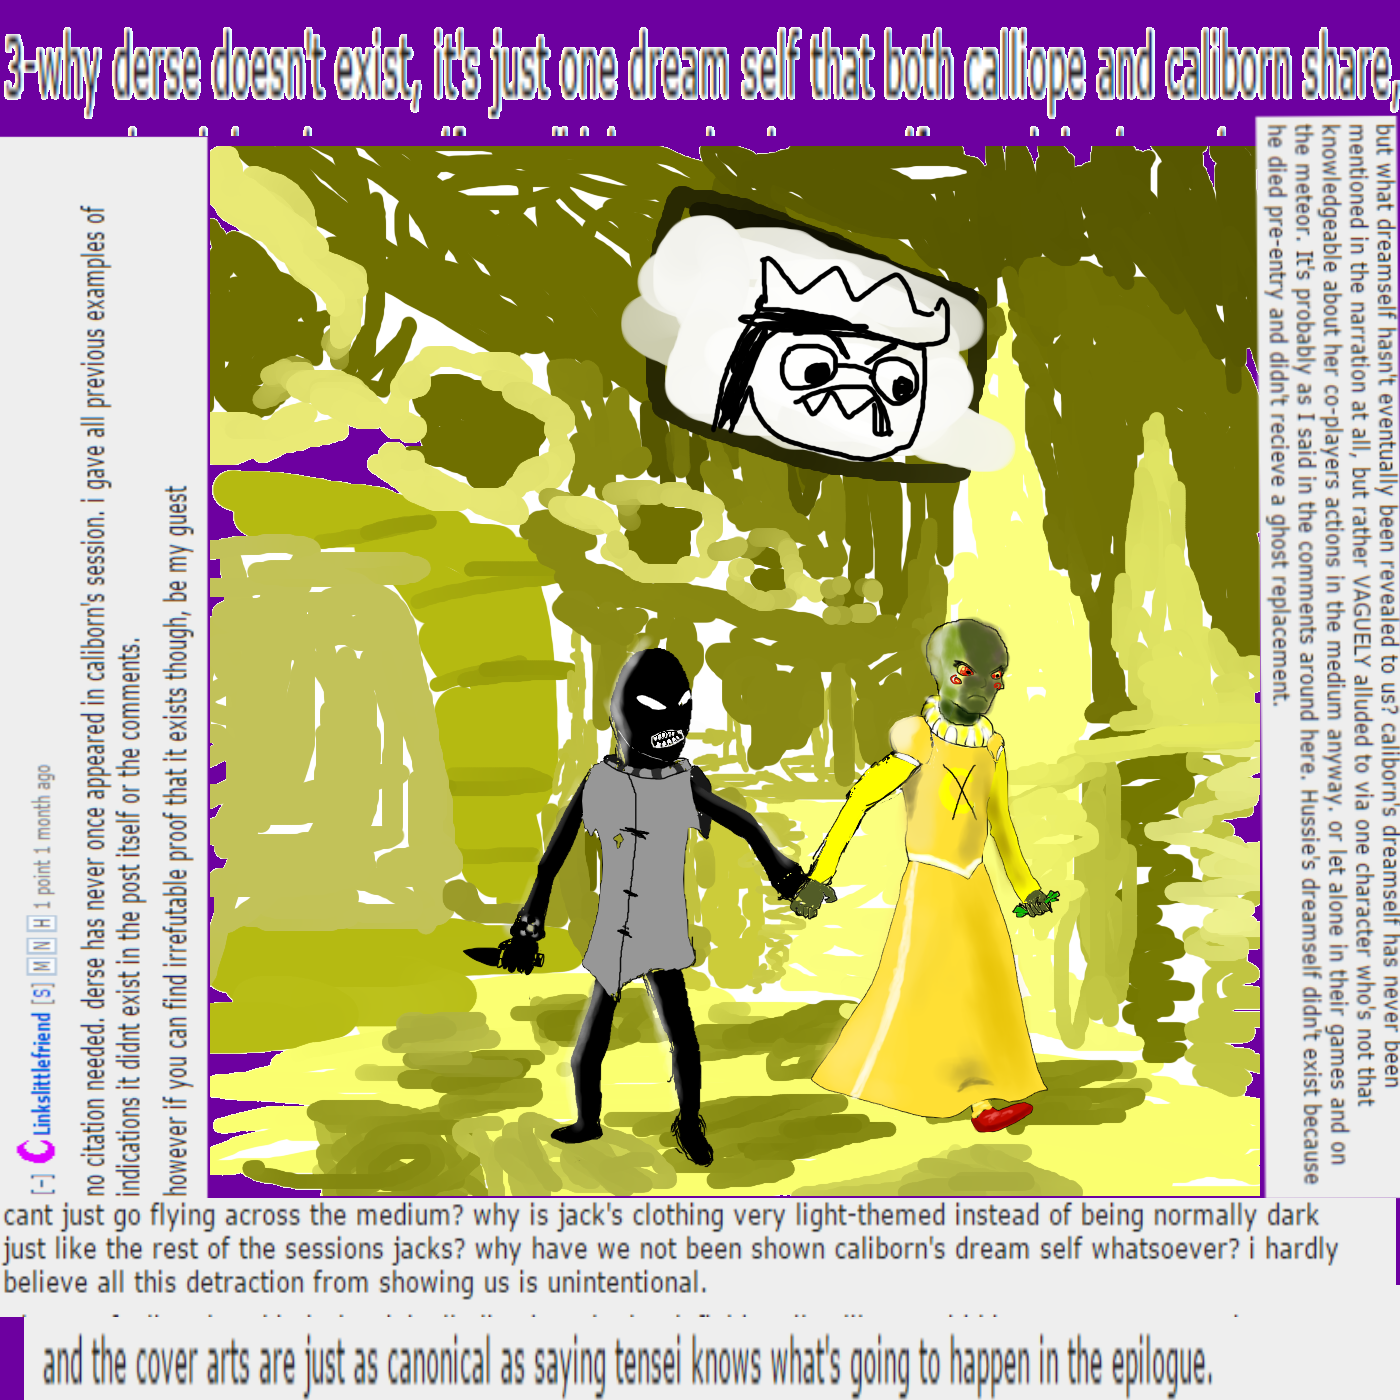 3-why derse doesn't exist, it's just one dream self that both calliope and caliborn share,
[-] Linkslittlefriend [S] M N H 1 point 1 month ago
no citation needed. derse has never once appeared in caliborn's session. i gave all previous examples of
indications it didnt exist in the post itself or the comments.
however if you can find irrefutable proof that it exists though, be my guest
but what dreamself hasn't eventually been revealed to us? caliborn's dreamself has never been
mentioned in the narration at all, but rather VAGUELY alluded to via one character who's not that
knowledgeable about her co-players actions in the medium anyway. or let alone in their games and on
the meteor. It's probably as I said in the comments around here. Hussie's dreamself didn't exist because
he died pre-entry and didn't recieve a ghost replacement.
cant just go flying across the medium? why is jack's clothing very light-themed instead of being normally dark
just like the rest of the sessions jacks? why have we not been shown caliborn's dream self whatsoever? i hardly
believe all this detraction from showing us is unintentional.
and the cover arts are just as canonical as saying tensei knows what's going to happen in the epilogue.